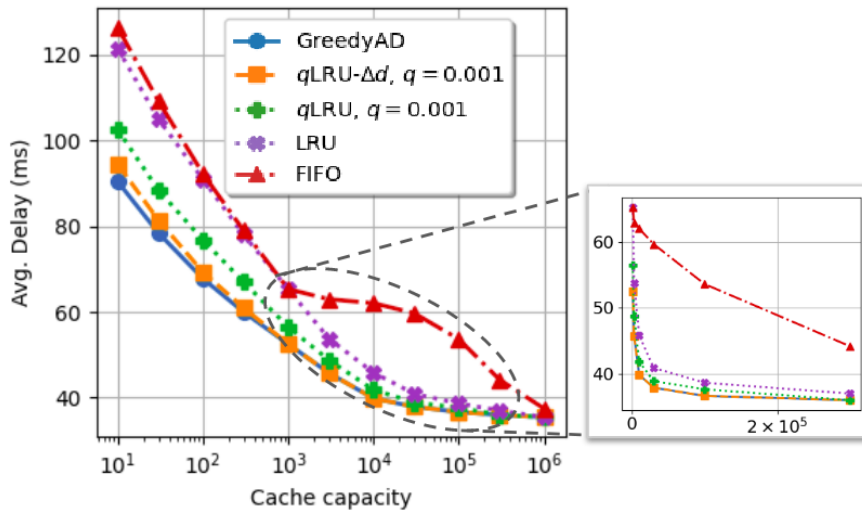 120
100
80
60
40
Avg. Delay (ms)
GreedyAD
qLRU-Δd, q = 0.001
qLRU, q = 0.001
LRU
FIFO
10¹
10²
10³
10⁴
10⁵
10⁶
Cache capacity
60
50
40
0
2 × 10⁵